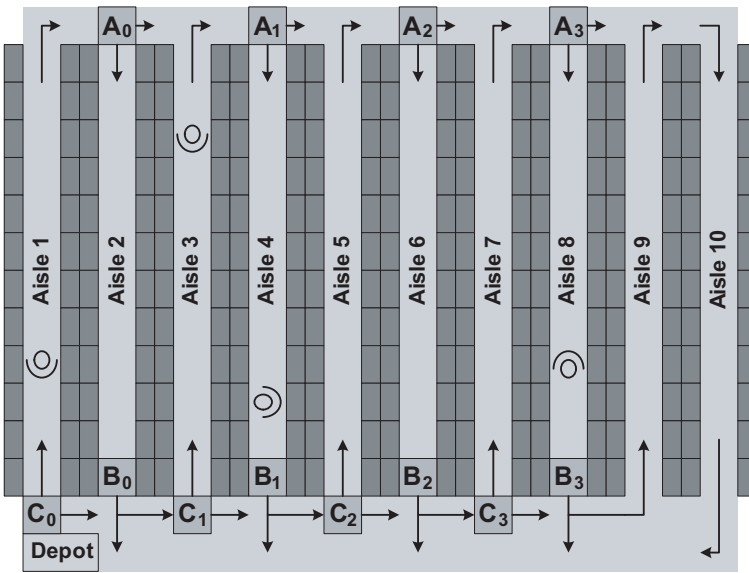 A0 A1 A2 A3
Aisle 1 Aisle 2 Aisle 3 Aisle 4 Aisle 5 Aisle 6 Aisle 7 Aisle 8 Aisle 9 Aisle 10
B0 B1 B2 B3
C0 C1 C2 C3
Depot